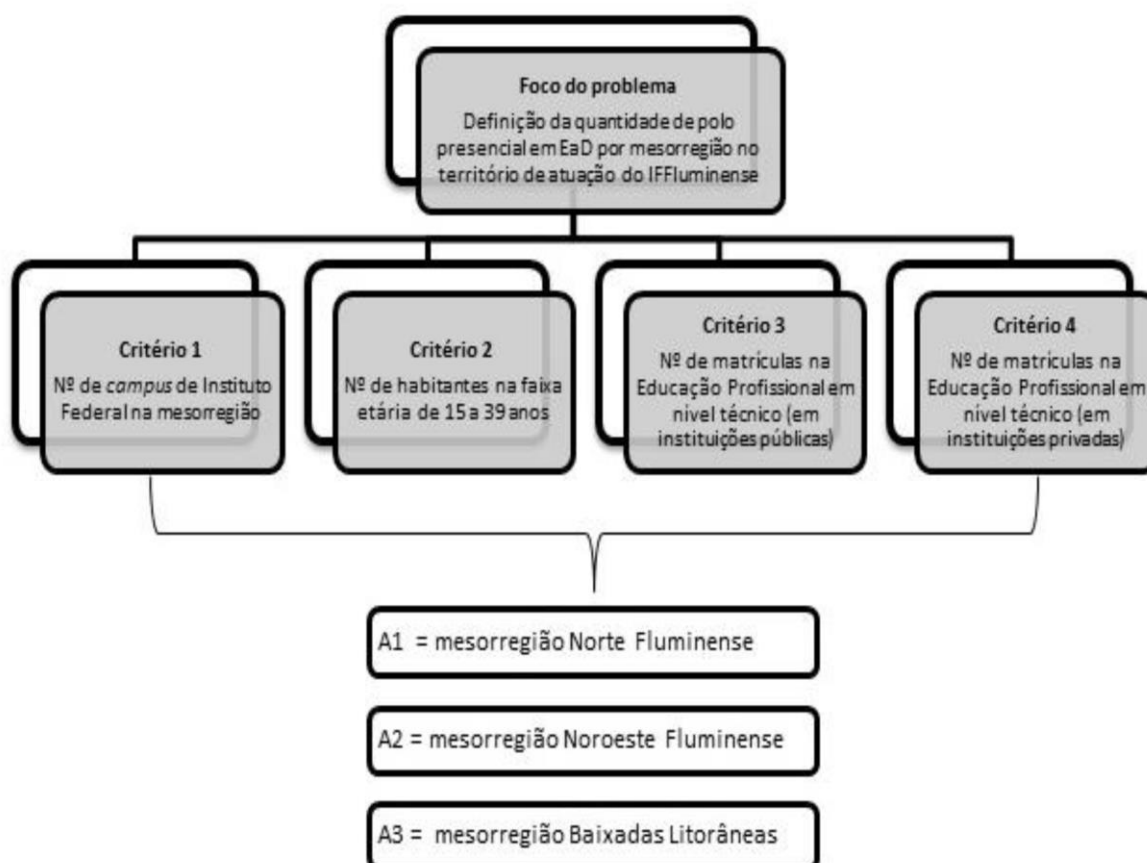 Foco do problema
Definição da quantidade de polo
presencial em EaD por mesorregião no
território de atuação do IFFluminense
Critério 1
Nº de campus de Instituto
Federal na mesorregião
Critério 2
Nº de habitantes na faixa
etária de 15 a 39 anos
Critério 3
Nº de matrículas na
Educação Profissional em
nível técnico (em
instituições públicas)
Critério 4
Nº de matrículas na
Educação Profissional em
nível técnico (em
instituições privadas)
A1 = mesorregião Norte Fluminense
A2 = mesorregião Noroeste Fluminense
A3 = mesorregião Baixadas Litorâneas